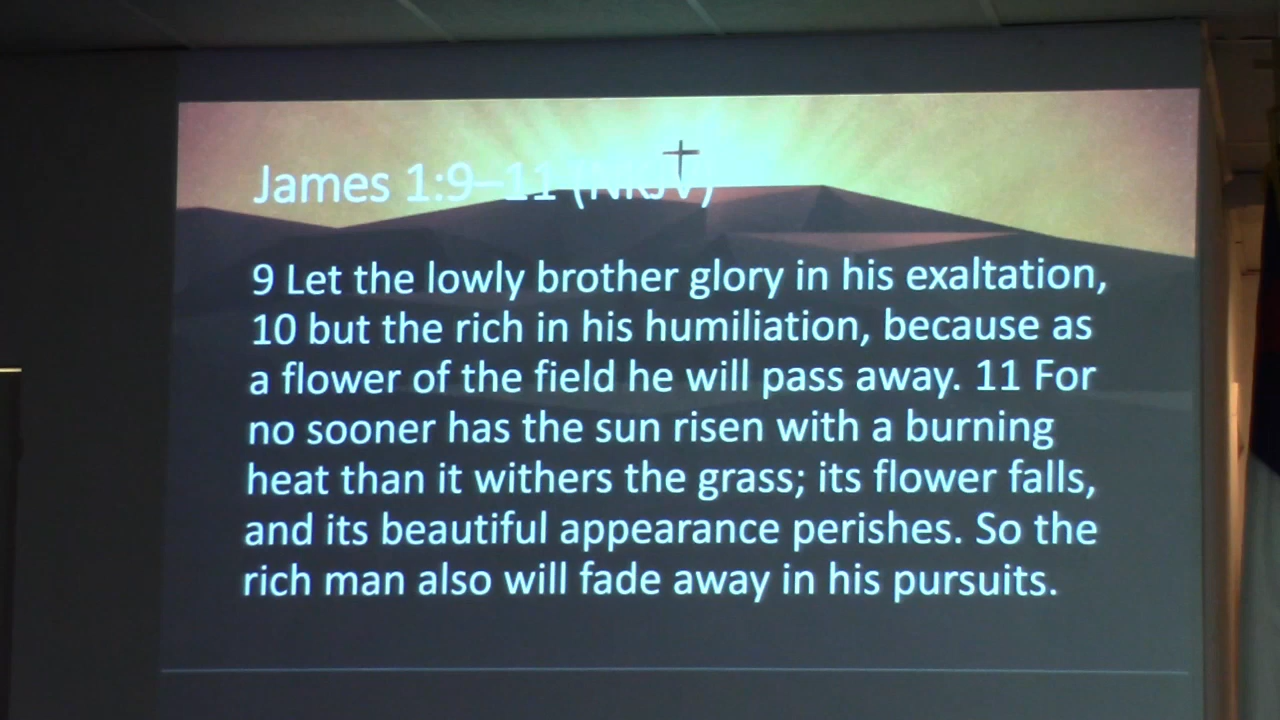 James 1:9–11 (NKJV)
9 Let the lowly brother glory in his exaltation,
10 but the rich in his humiliation, because as
a flower of the field he will pass away. 11 For
no sooner has the sun risen with a burning
heat than it withers the grass; its flower falls,
and its beautiful appearance perishes. So the
rich man also will fade away in his pursuits.